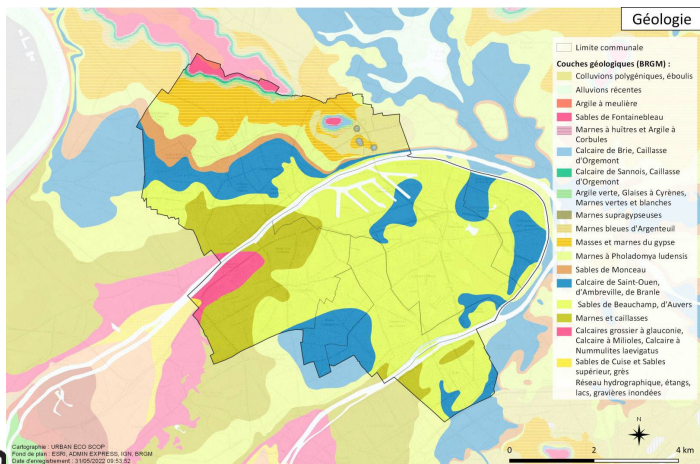 Géologie
Limite communale
Couches géologiques (BRGM) :
Colluvions polygéniques, éboulis
Alluvions récentes
Argile à meulière
Sables de Fontainebleau
Marnes à huîtres et Argile à
Corbules
Calcaire de Brie, Caillasse
d'Orgemont
Calcaire de Sannois, Caillasse
d'Orgemont
Argile verte, Glaises à Cyrènes,
Marnes vertes et blanches
Marnes supragypseuses
Marnes bleues d'Argenteuil
Masses et marnes du gypse
Marnes à Pholadomya ludensis
Sables de Monceau
Calcaire de Saint-Ouen,
d'Ambreville, de Branle
Sables de Beauchamp, d'Auvers
Marnes et caillasses
Calcaires grossier à glauconie,
Calcaire à Milioles, Calcaire à
Nummulites laevigatus
Sables de Cuise et Sables
supérieur, grès
Réseau hydrographique, étangs,
lacs, gravières inondées
N
0 2 4 km
Cartographie : URBAN ECO SCOP
Fond de plan : ESRI, ADMIN EXPRESS, IGN, BRGM
Date d'enregistrement : 31/05/2022 09:53:52